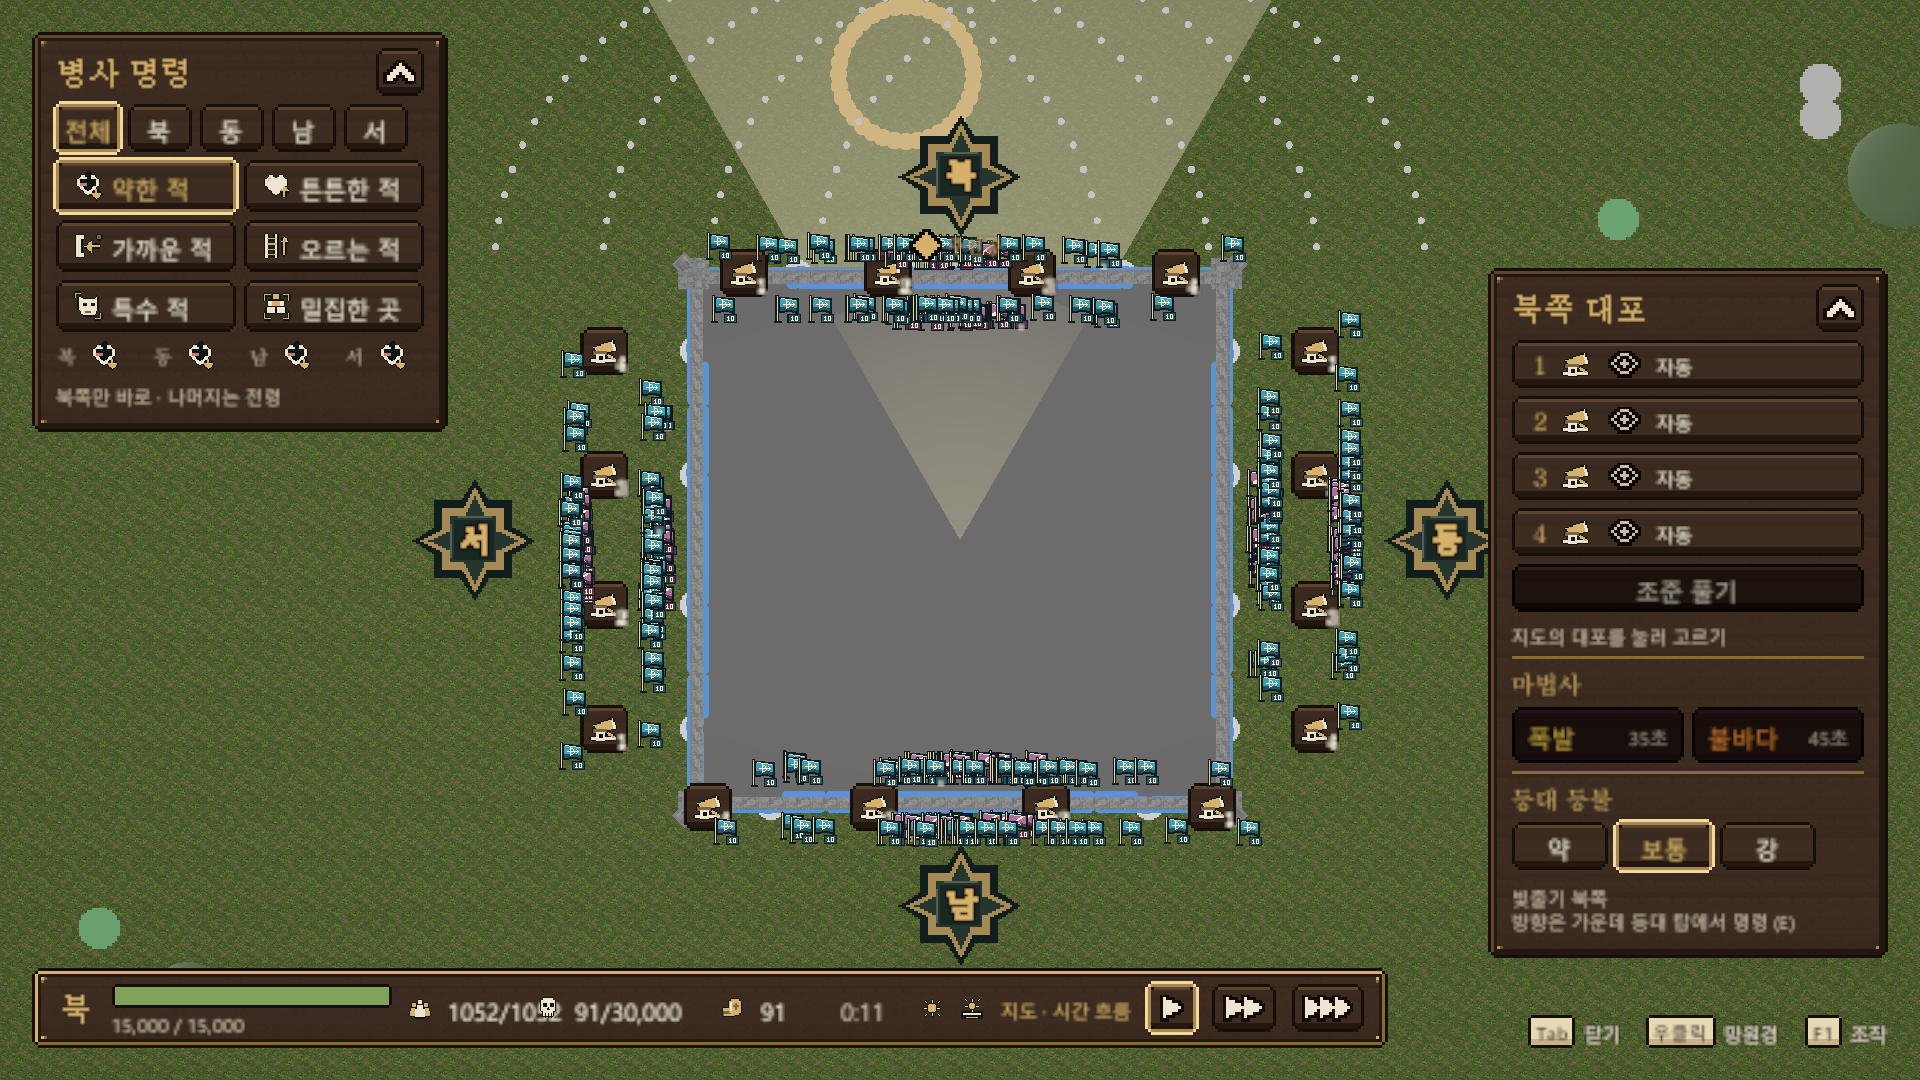 병사 명령
전체 북 동 남 서
약한 적 튼튼한 적
가까운 적 오르는 적
특수 적 밀집한 곳
북 동 남 서
북쪽만 바로 · 나머지는 전령
북
서
동
남
북쪽 대포
1 자동
2 자동
3 자동
4 자동
조준 풀기
지도의 대포를 눌러 고르기
마법사
폭발 35초 불바다 45초
등대 등불
약 보통 강
빛줄기 북쪽
방향은 가운데 등대 탑에서 명령 (E)
북 15,000 / 15,000 1052/1052 91/30,000 91 0:11 지도 · 시간 흐름
Tab 닫기 우클릭 망원경 F1 조작